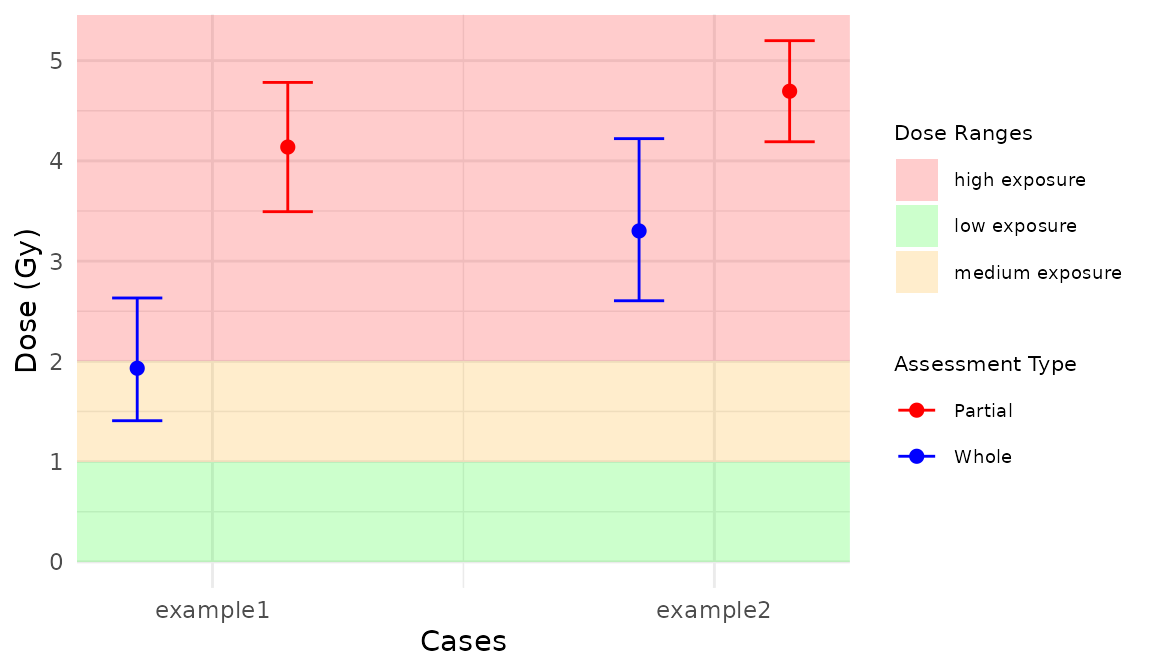 5
4
3
2
1
0
Dose (Gy)
example1
example2
Cases
Dose Ranges
high exposure
low exposure
medium exposure
Assessment Type
Partial
Whole